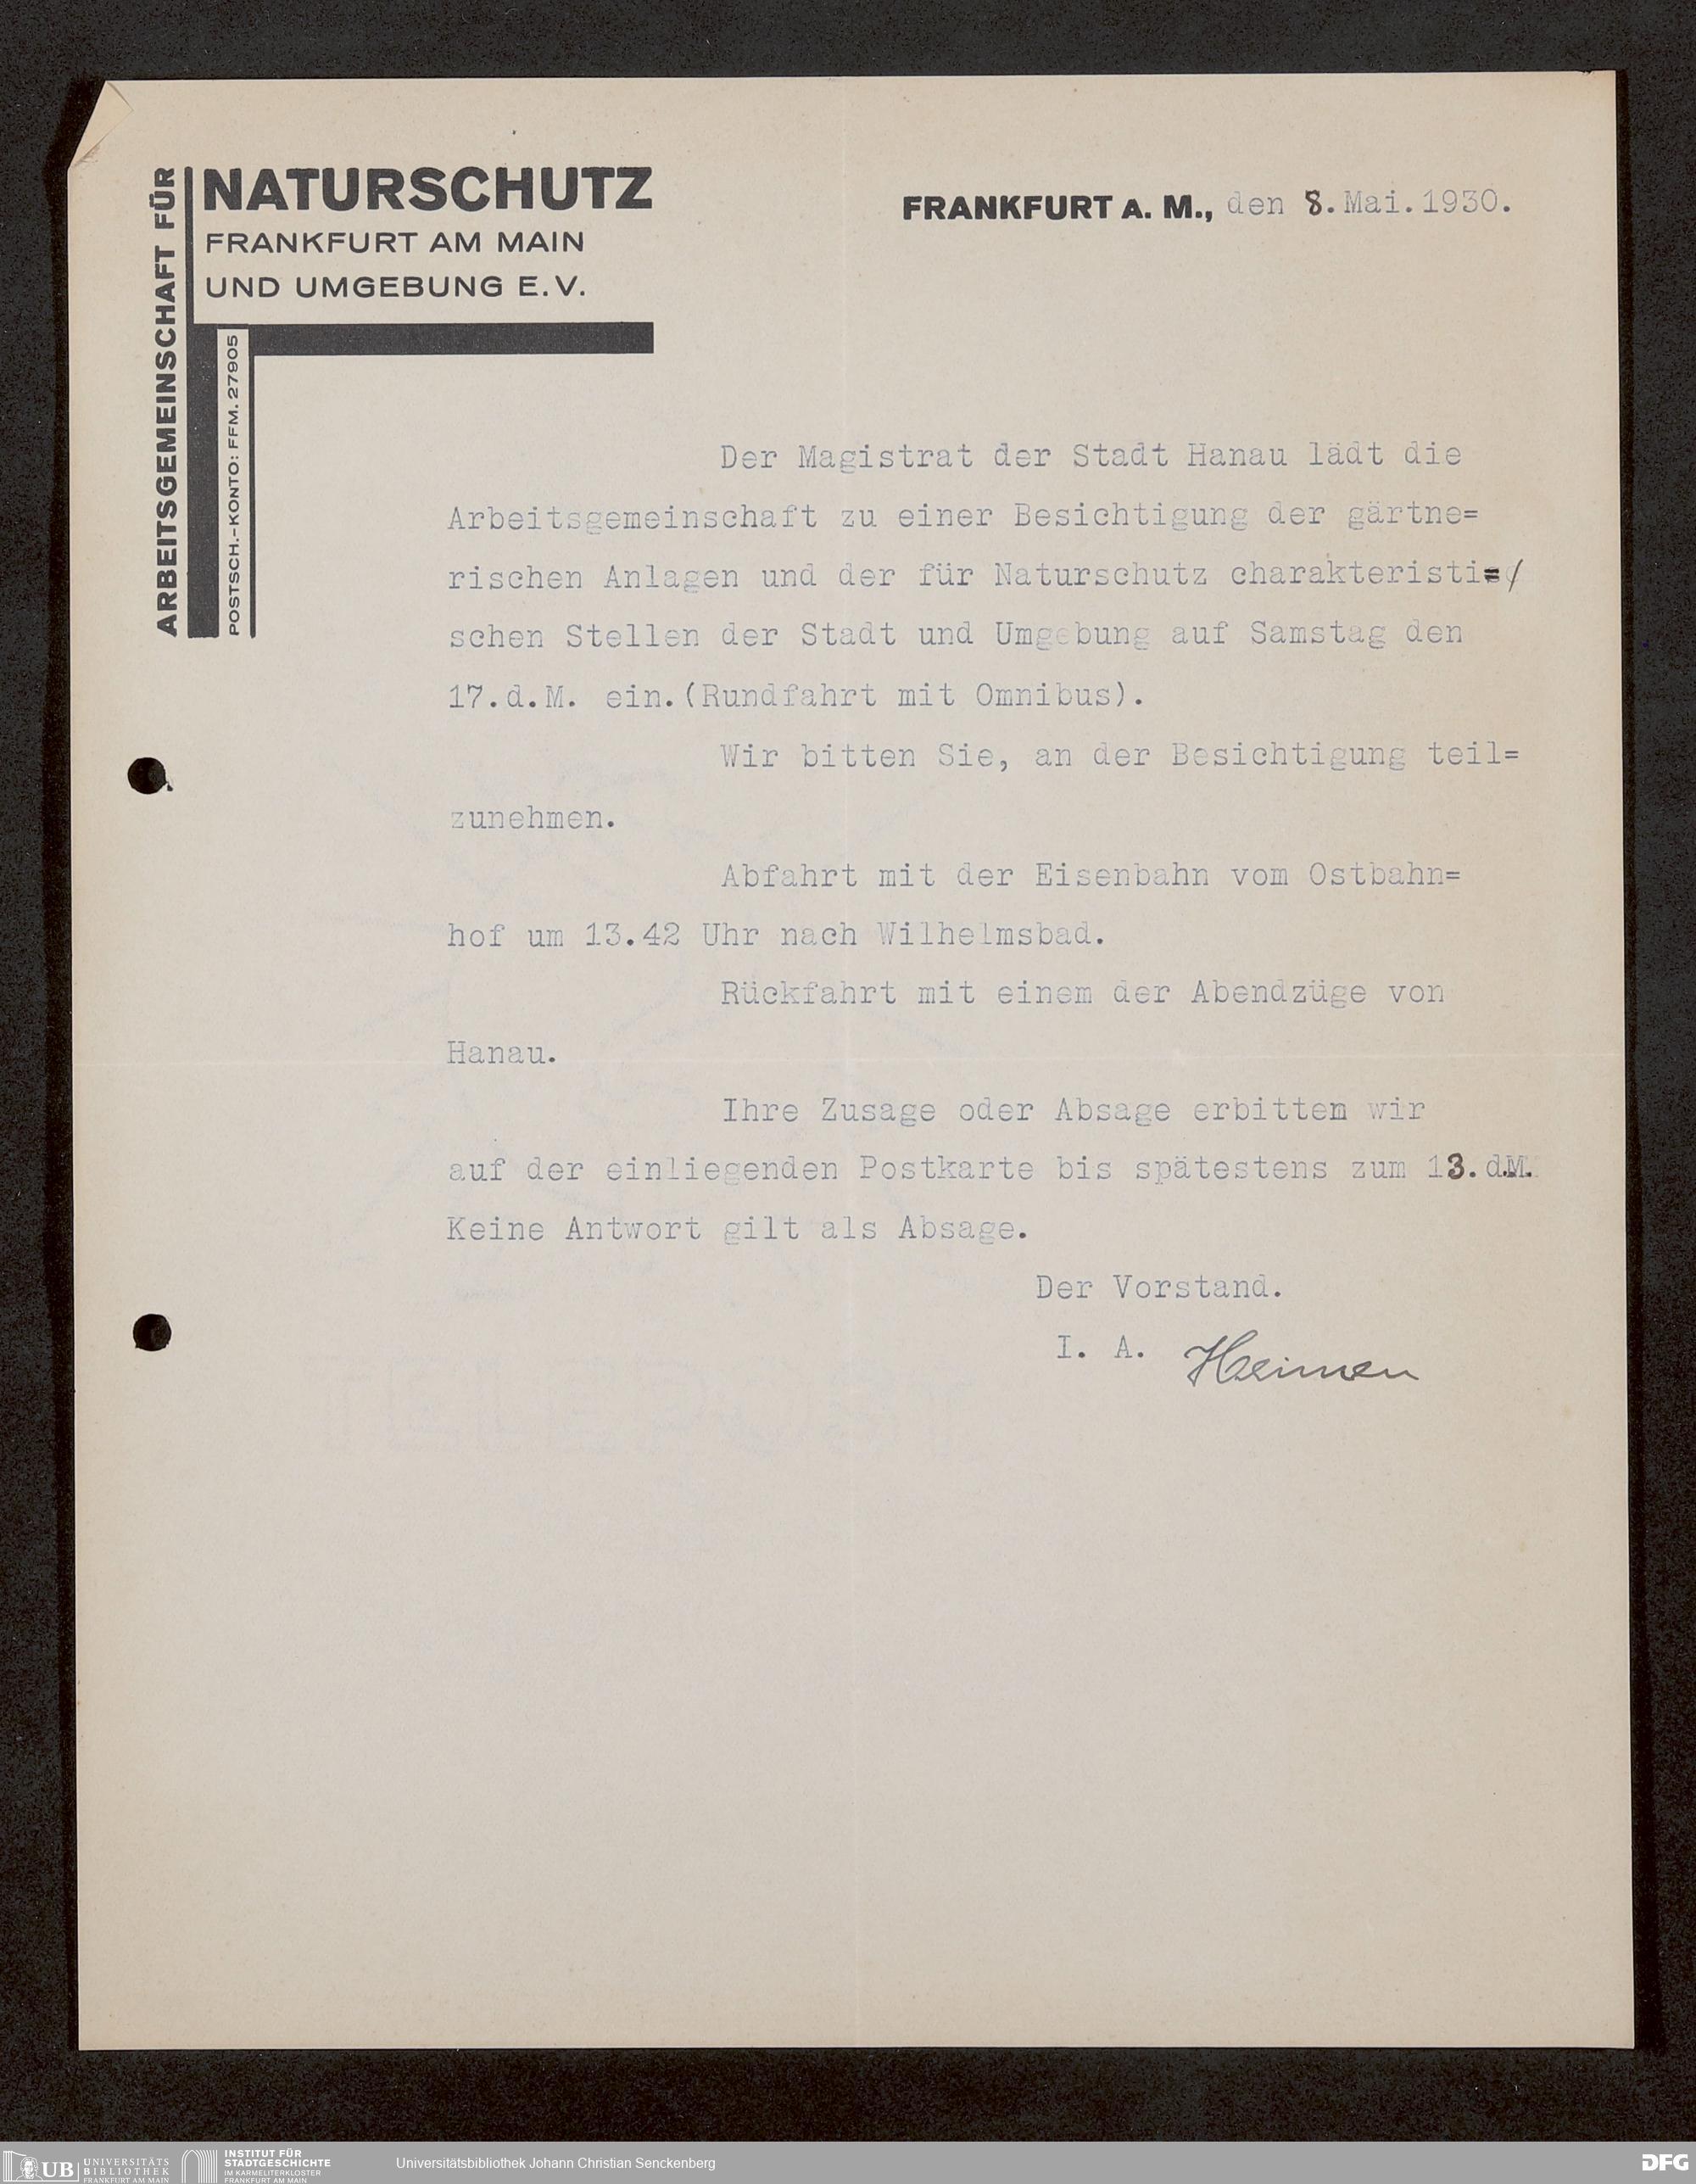 ARBEITSGEMEINSCHAFT FÜR
NATURSCHUTZ
FRANKFURT AM MAIN
UND UMGEBUNG E.V.
POSTSCH.-KONTO: FFM. 27905
FRANKFURT A. M., den 8.Mai.1930.
Der Magistrat der Stadt Hanau lädt die
Arbeitsgemeinschaft zu einer Besichtigung der gärtne=
rischen Anlagen und der für Naturschutz charakteristi=
schen Stellen der Stadt und Umgebung auf Samstag den
17.d.M. ein.(Rundfahrt mit Omnibus).
Wir bitten Sie, an der Besichtigung teil=
zunehmen.
Abfahrt mit der Eisenbahn vom Ostbahn=
hof um 13.42 Uhr nach Wilhelmsbad.
Rückfahrt mit einem der Abendzüge von
Hanau.
Ihre Zusage oder Absage erbitten wir
auf der einliegenden Postkarte bis spätestens zum 13.d.M.
Keine Antwort gilt als Absage.
Der Vorstand.
I. A.
UB
UNIVERSITÄTS
BIBLIOTHEK
FRANKFURT AM MAIN
INSTITUT FÜR
STADTGESCHICHTE
IM KARMELITERKLOSTER
FRANKFURT AM MAIN
Universitätsbibliothek Johann Christian Senckenberg
DFG